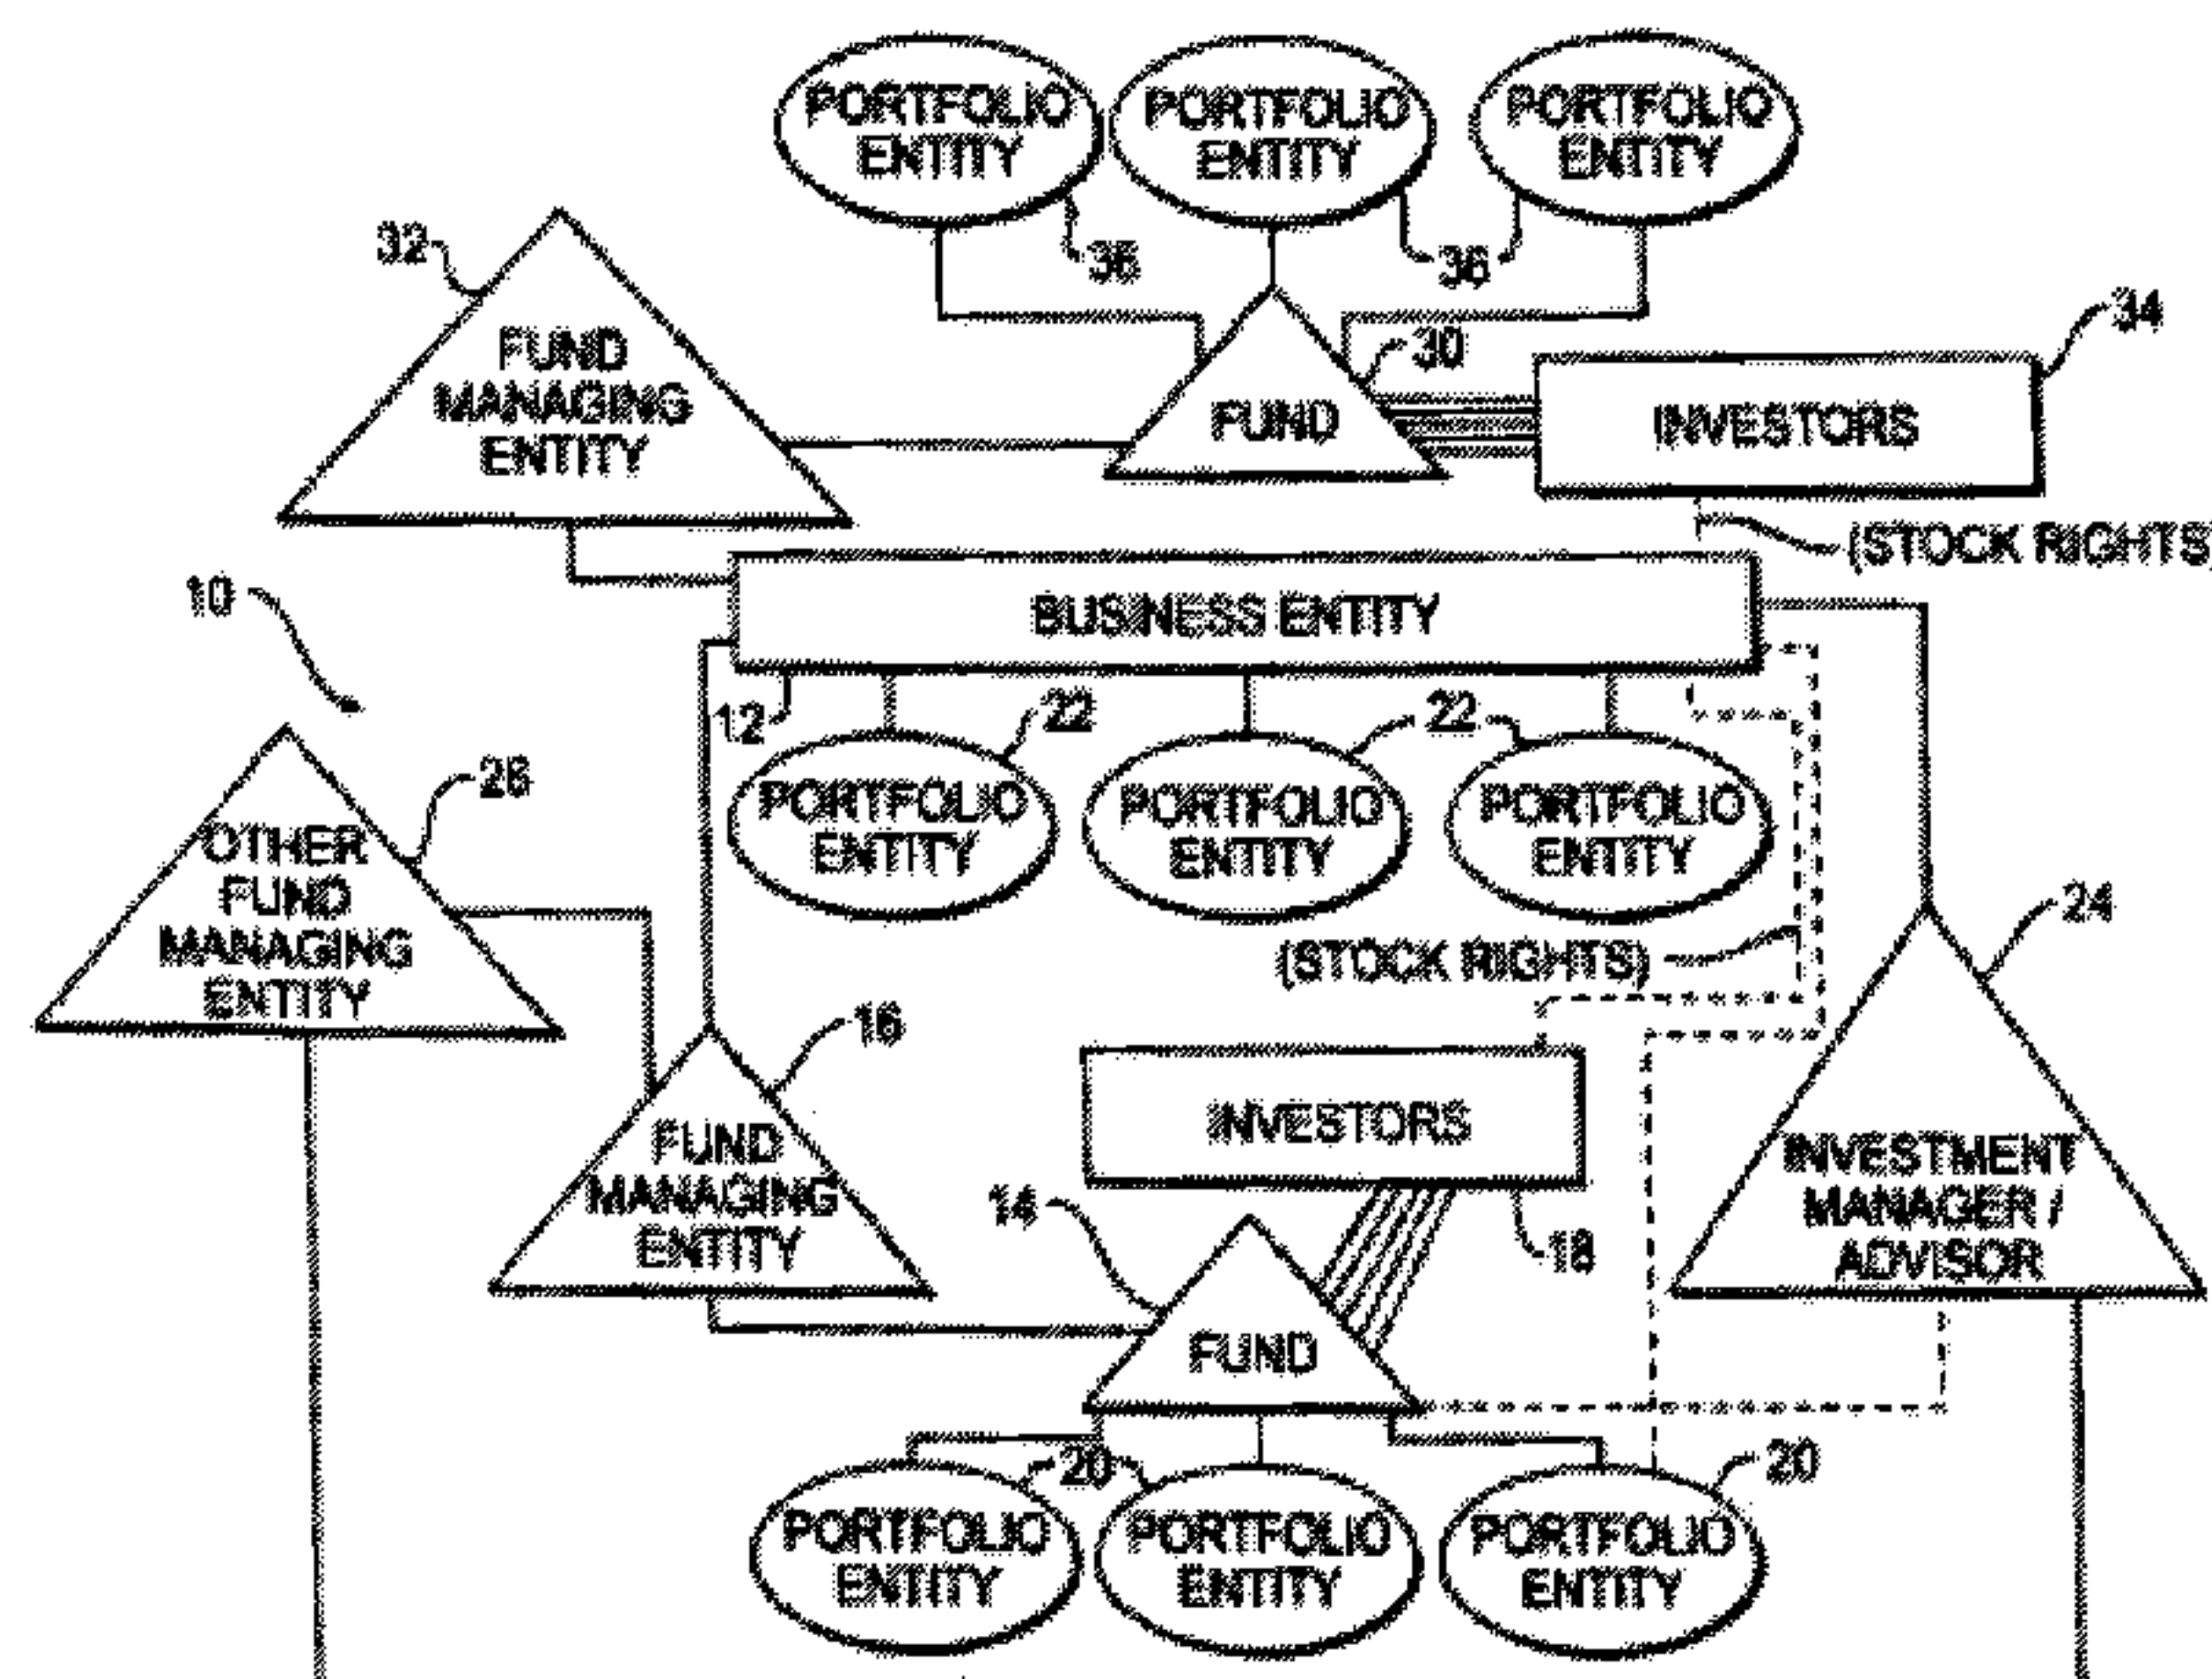 PORTFOLIO
ENTITY
PORTFOLIO
ENTITY
PORTFOLIO
ENTITY
32
36
36
34
FUND
MANAGING
ENTITY
30
FUND
INVESTORS
(STOCK RIGHTS)
10
BUSINESS ENTITY
12
22
22
26
PORTFOLIO
ENTITY
PORTFOLIO
ENTITY
PORTFOLIO
ENTITY
OTHER
FUND
MANAGING
ENTITY
24
(STOCK RIGHTS)
16
INVESTORS
FUND
MANAGING
ENTITY
14
18
INVESTMENT
MANAGER /
ADVISOR
FUND
20
20
PORTFOLIO
ENTITY
PORTFOLIO
ENTITY
PORTFOLIO
ENTITY